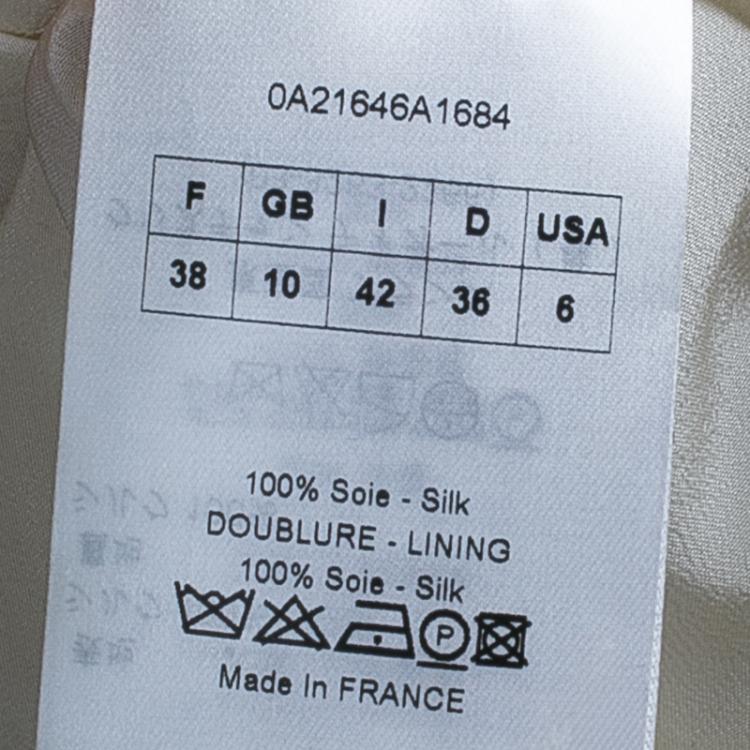 0A21646A1684
F GB I D USA
38 10 42 36 6
100% Soie - Silk
DOUBLURE - LINING
100% Soie - Silk
P
Made In FRANCE